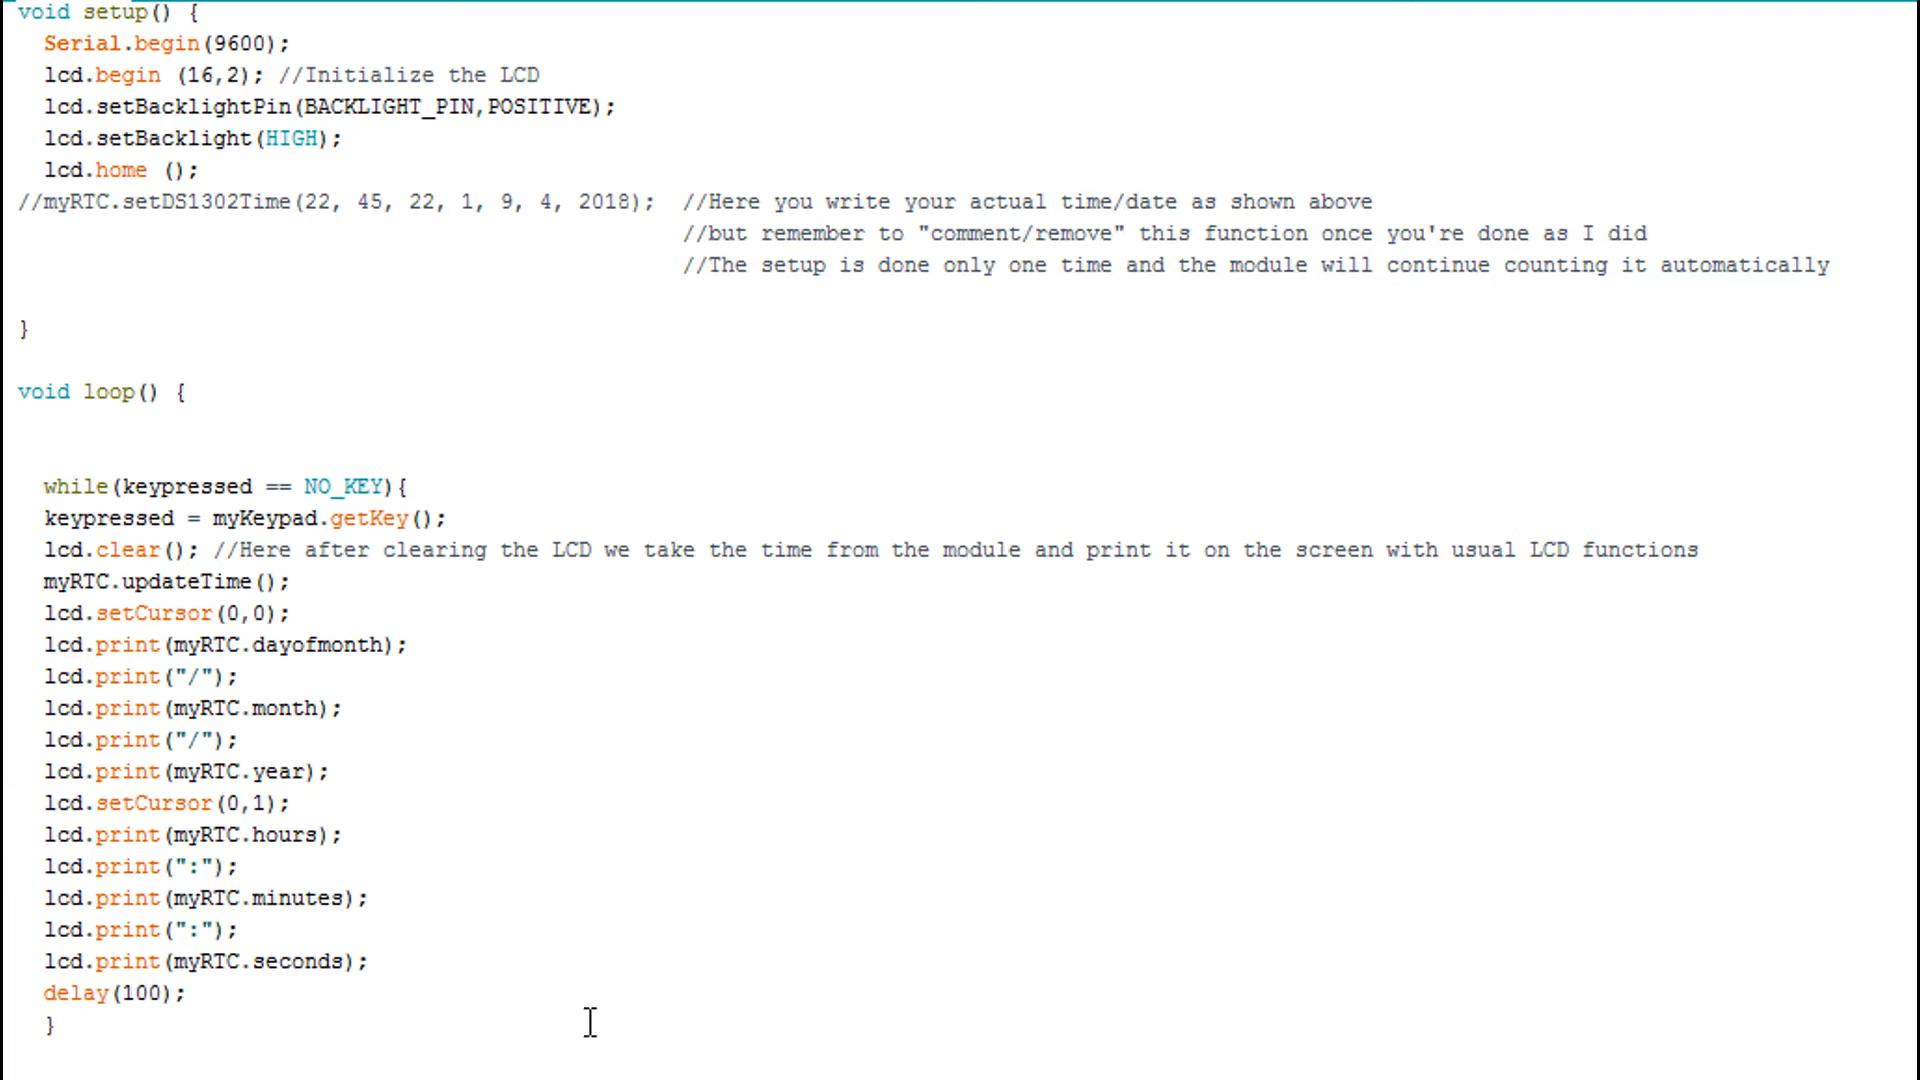 void setup() {
Serial.begin(9600);
lcd.begin (16,2); //Initialize the LCD
lcd.setBacklightPin(BACKLIGHT_PIN,POSITIVE);
lcd.setBacklight(HIGH);
lcd.home ();
//myRTC.setDS1302Time(22, 45, 22, 1, 9, 4, 2018); //Here you write your actual time/date as shown above
//but remember to "comment/remove" this function once you're done as I did
//The setup is done only one time and the module will continue counting it automatically
}
void loop() {
while(keypressed == NO_KEY){
keypressed = myKeypad.getKey();
lcd.clear(); //Here after clearing the LCD we take the time from the module and print it on the screen with usual LCD functions
myRTC.updateTime();
lcd.setCursor(0,0);
lcd.print(myRTC.dayofmonth);
lcd.print("/");
lcd.print(myRTC.month);
lcd.print("/");
lcd.print(myRTC.year);
lcd.setCursor(0,1);
lcd.print(myRTC.hours);
lcd.print(":");
lcd.print(myRTC.minutes);
lcd.print(":");
lcd.print(myRTC.seconds);
delay(100);
}